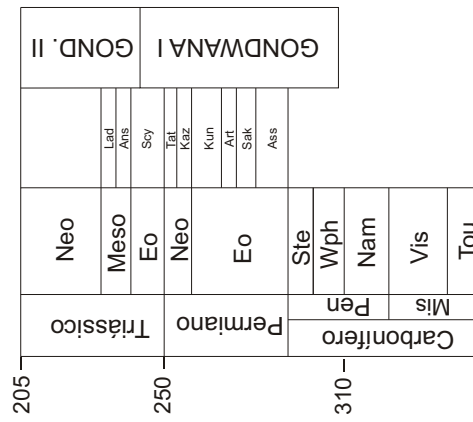 GOND. II
GONDWANA I
Lad
Ans
Scy
Tat
Kaz
Kun
Art
Sak
Ass
Neo
Meso
Eo
Neo
Eo
Ste
Wph
Nam
Vis
Tou
Pen
Mis
Triássico
Permiano
Carbonífero
205
250
310